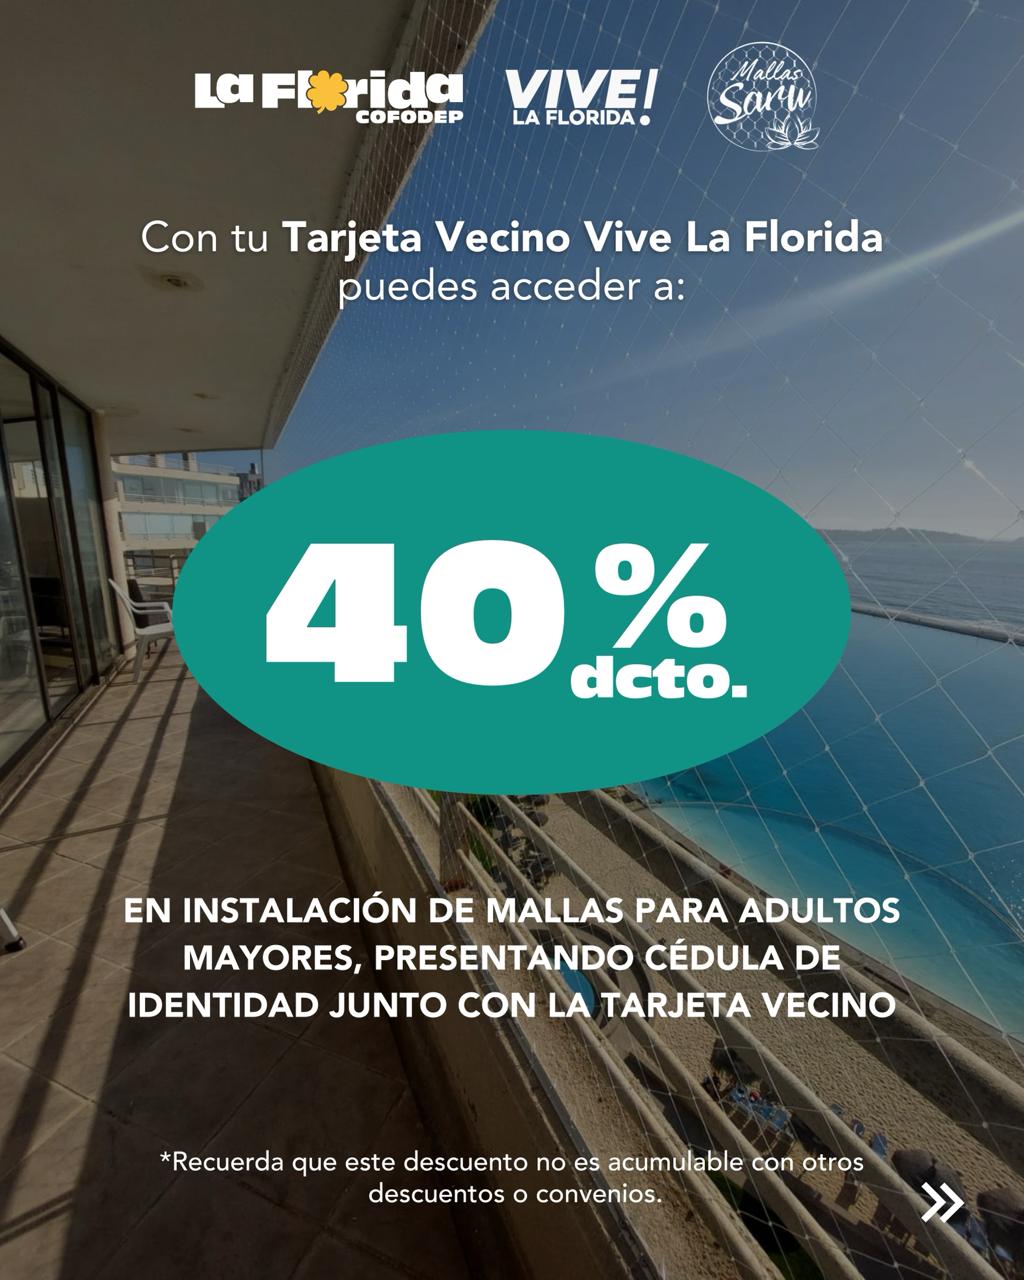 La Florida
COFODEP
VIVE!
LA FLORIDA
Mallas
Saru
Con tu Tarjeta Vecino Vive La Florida
puedes acceder a:
40%
dcto.
EN INSTALACIÓN DE MALLAS PARA ADULTOS
MAYORES, PRESENTANDO CÉDULA DE
IDENTIDAD JUNTO CON LA TARJETA VECINO
*Recuerda que este descuento no es acumulable con otros
descuentos o convenios.